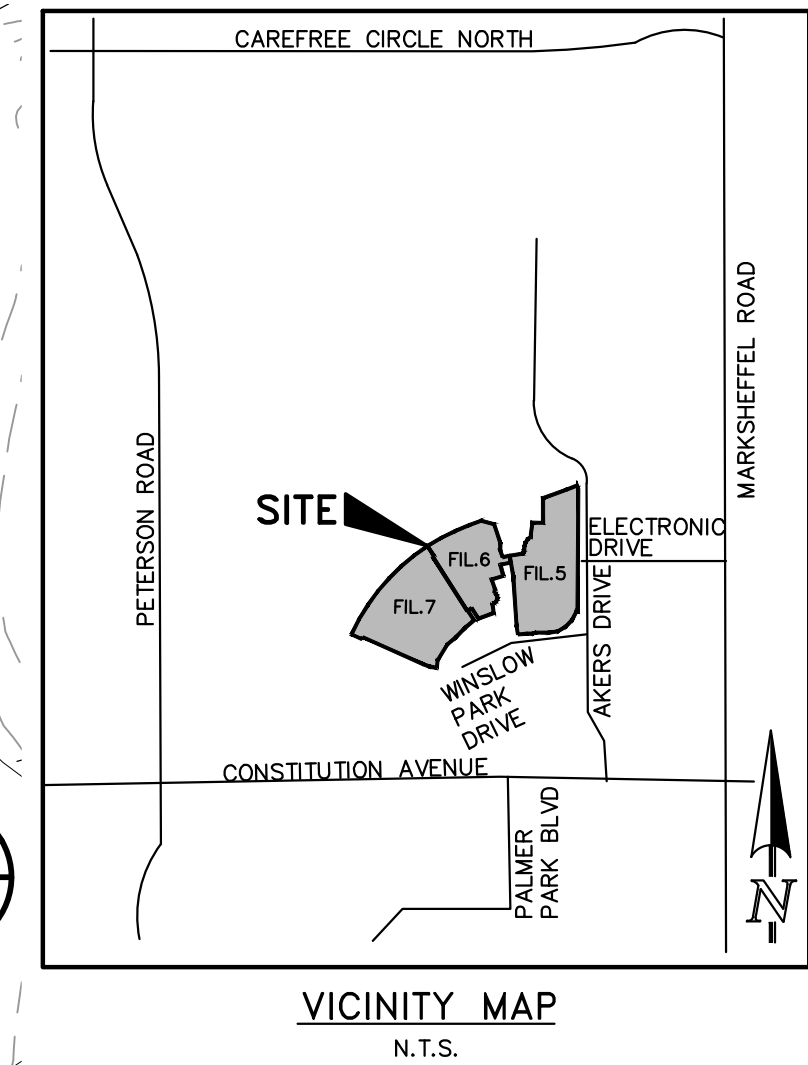 CAREFREE CIRCLE NORTH
MARKSHEFFEL ROAD
PETERSON ROAD
SITE
ELECTRONIC
DRIVE
FIL.6
FIL.5
FIL.7
AKERS DRIVE
WINSLOW
PARK
DRIVE
CONSTITUTION AVENUE
PALMER
PARK BLVD
N
VICINITY MAP
N.T.S.